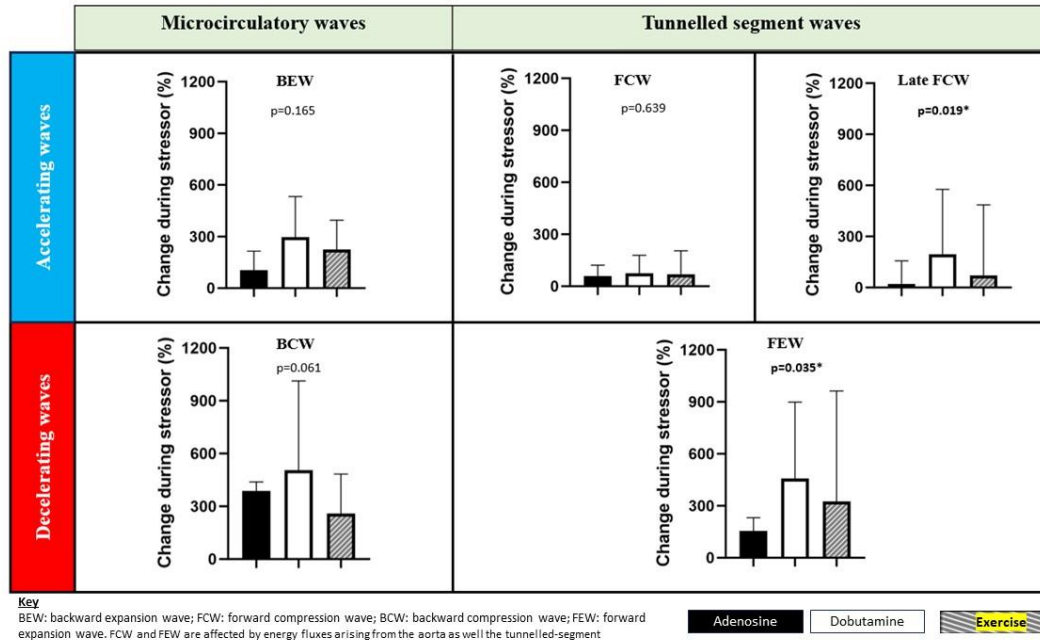 Microcirculatory waves
Tunnelled segment waves
Accelerating waves
BEW
p=0.165
Change during stressor (%)
1200
900
600
300
0
FCW
p=0.639
Change during stressor (%)
1200
900
600
300
0
Late FCW
p=0.019*
Change during stressor (%)
1200
900
600
300
0
Decelerating waves
BCW
p=0.061
Change during stressor (%)
1200
900
600
300
0
FEW
p=0.035*
Change during stressor (%)
1200
900
600
300
0
Key
BEW: backward expansion wave; FCW: forward compression wave; BCW: backward compression wave; FEW: forward
expansion wave. FCW and FEW are affected by energy fluxes arising from the aorta as well the tunnelled-segment
Adenosine
Dobutamine
Exercise